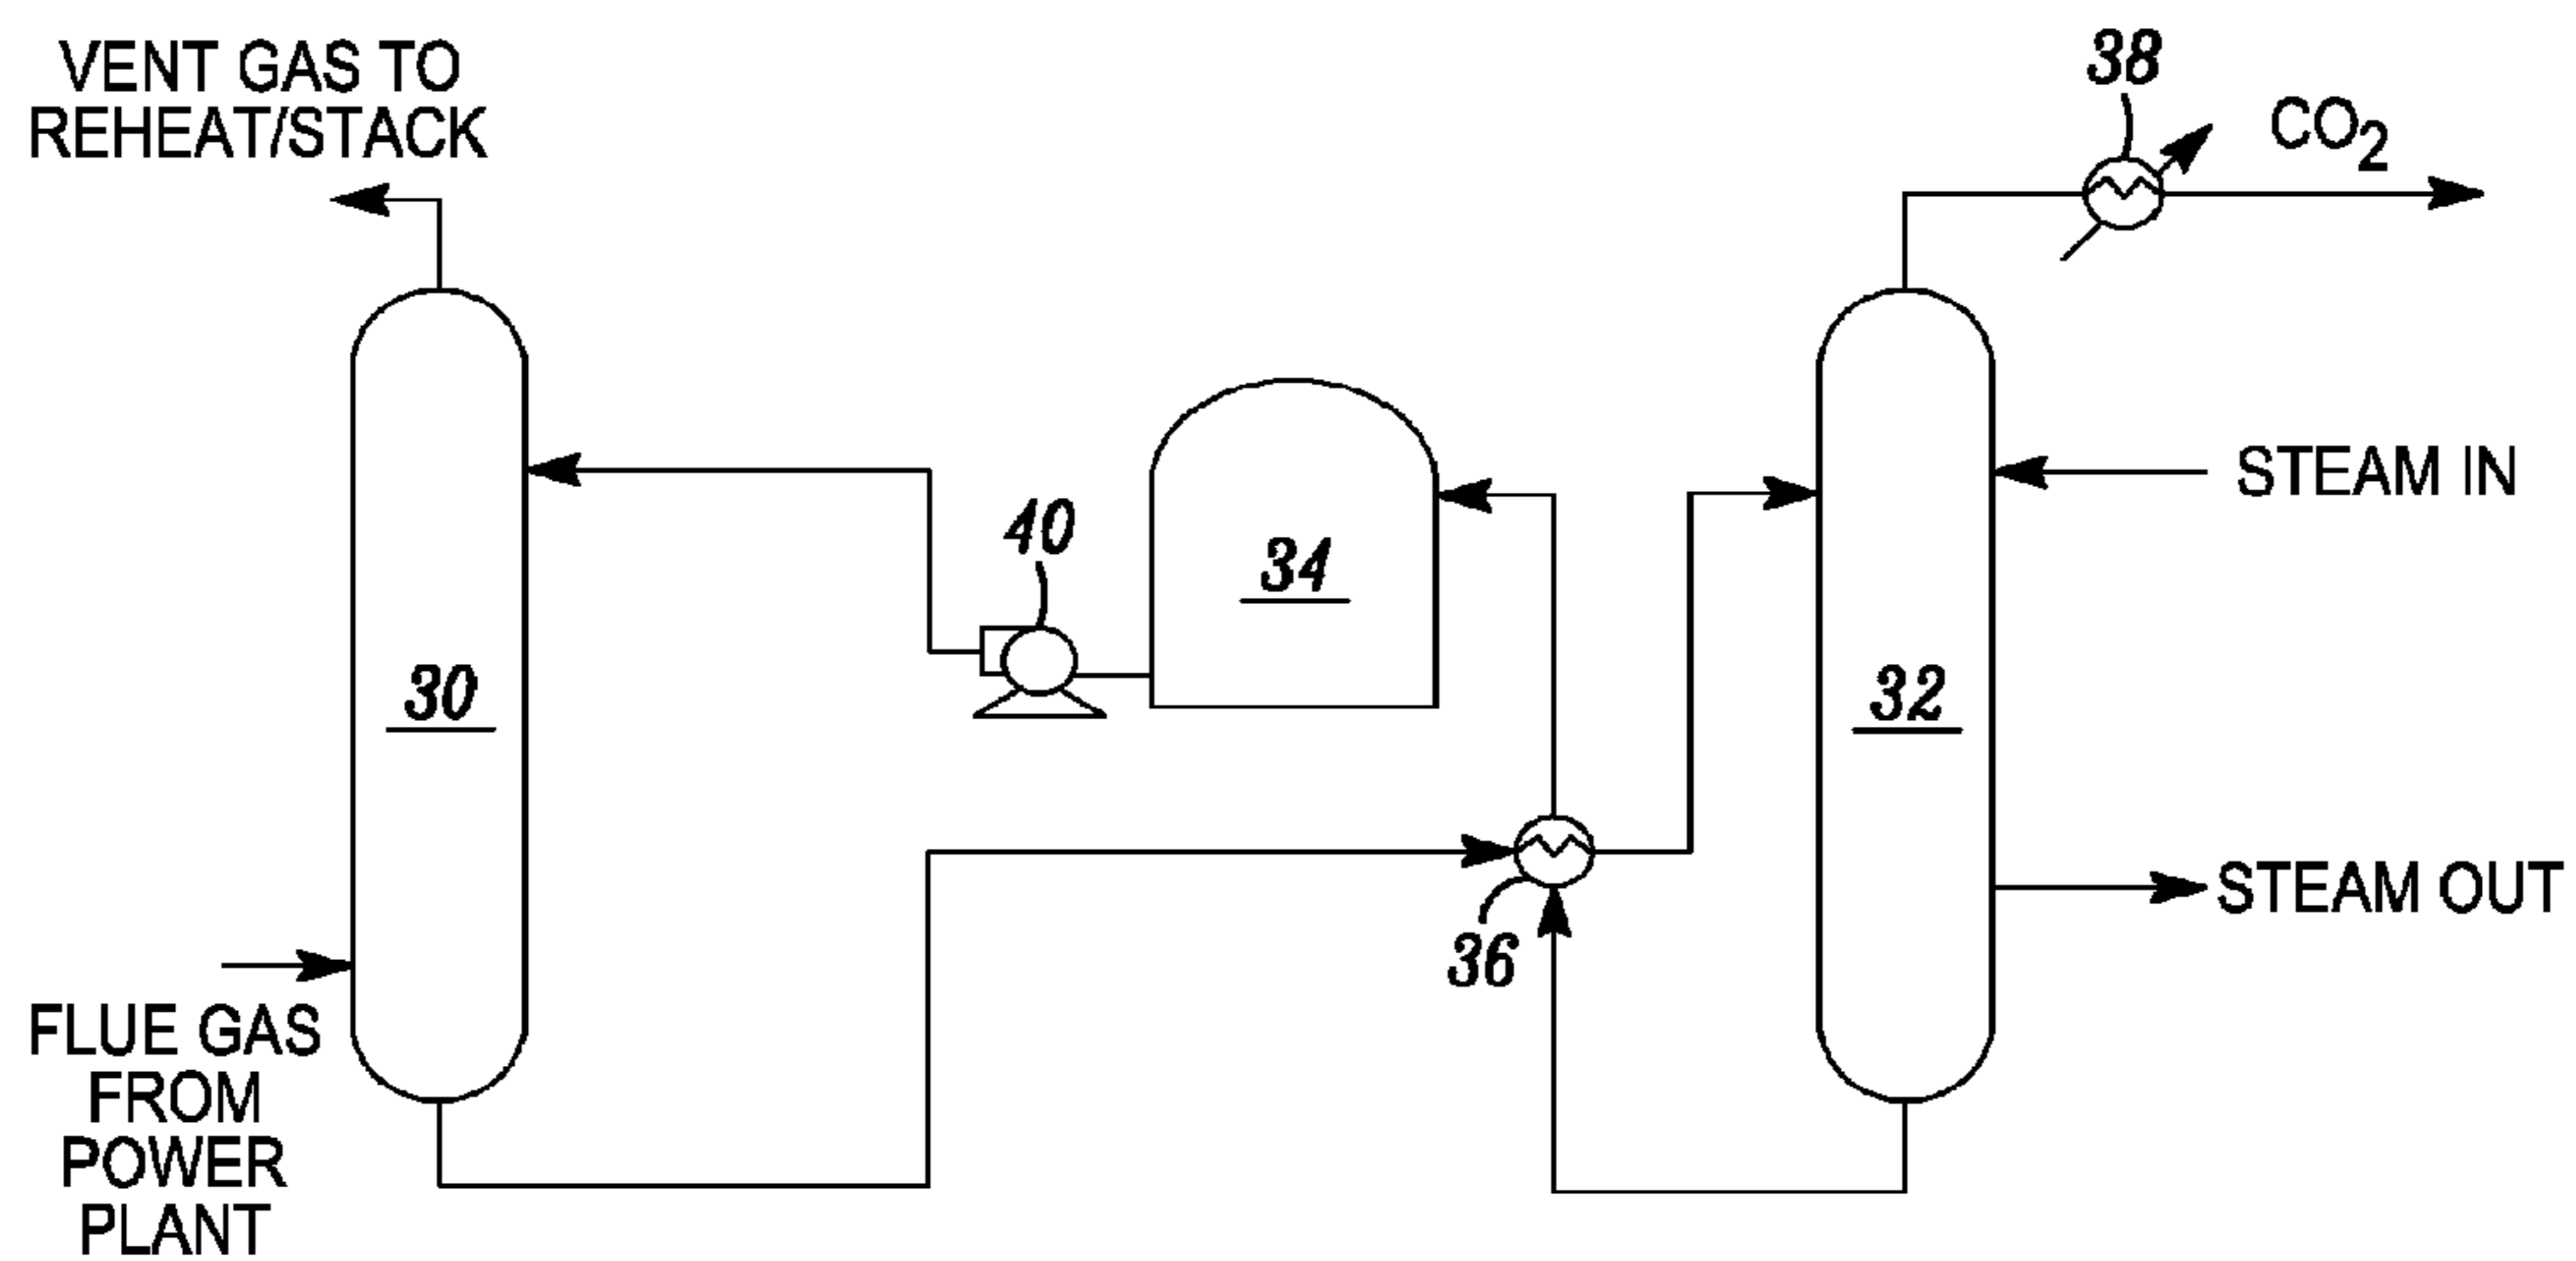 VENT GAS TO
REHEAT/STACK
38
CO₂
STEAM IN
40
34
30
32
36
STEAM OUT
FLUE GAS
FROM
POWER
PLANT